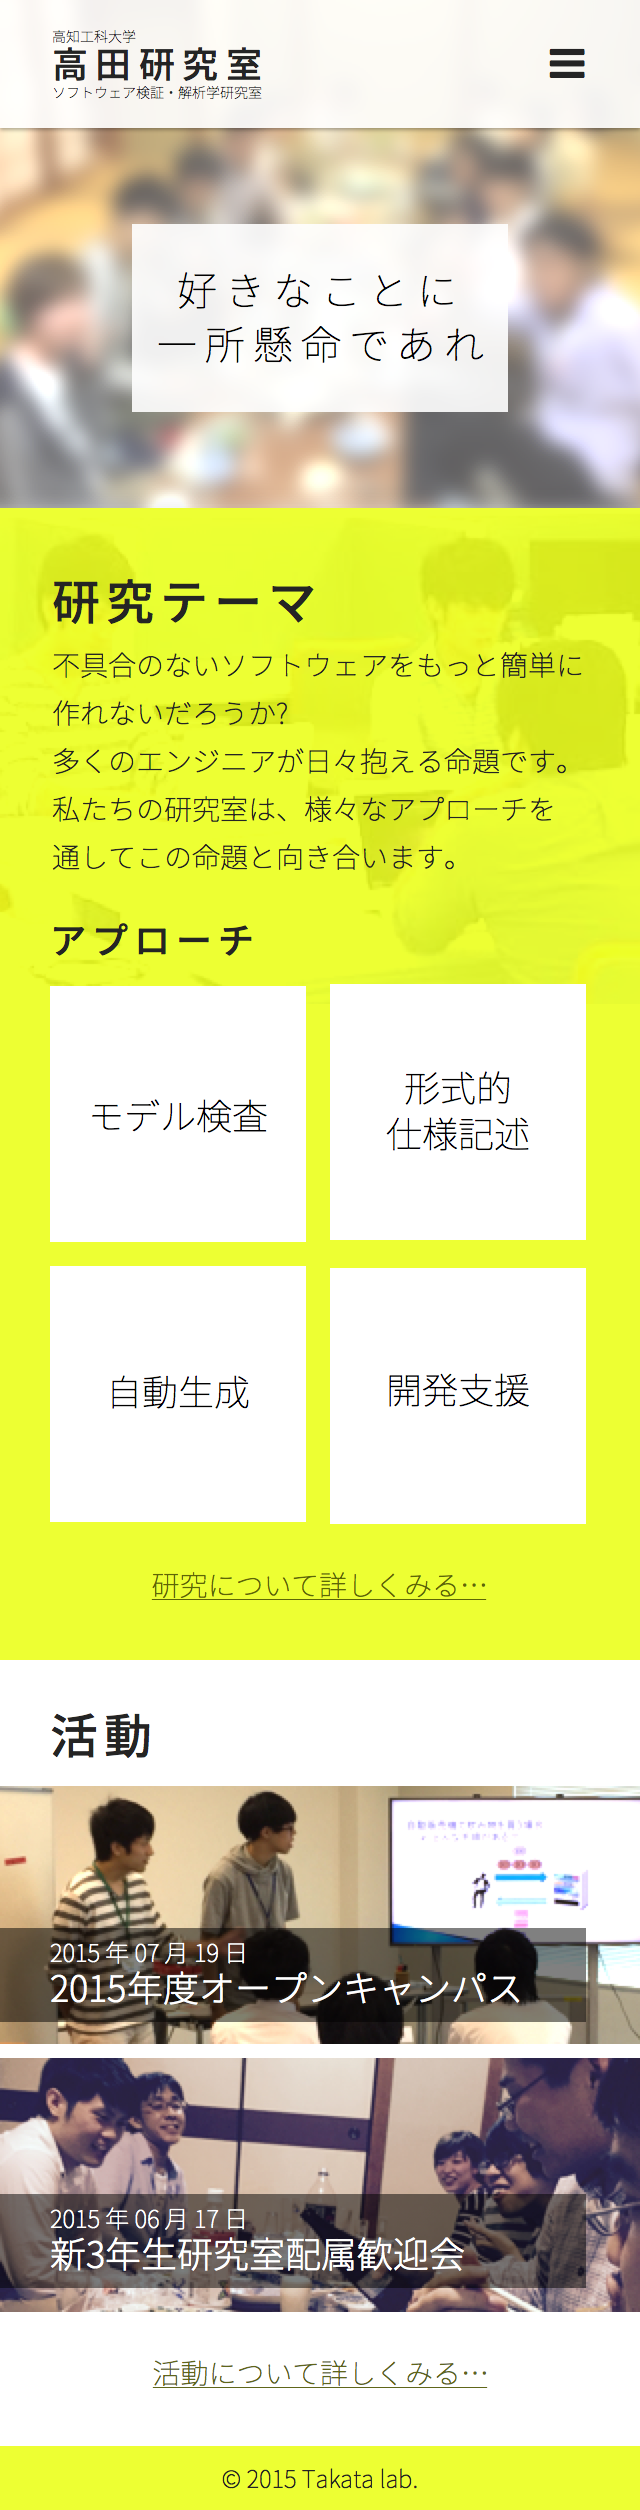 高知工科大学
高田研究室
ソフトウェア検証・解析学研究室
好きなことに
一所懸命であれ
研究テーマ
不具合のないソフトウェアをもっと簡単に
作れないだろうか?
多くのエンジニアが日々抱える命題です。
私たちの研究室は、様々なアプローチを
通してこの命題と向き合います。
アプローチ
モデル検査
形式的
仕様記述
自動生成
開発支援
研究について詳しくみる…
活動
2015 年 07 月 19 日
2015年度オープンキャンパス
2015 年 06 月 17 日
新3年生研究室配属歓迎会
活動について詳しくみる…
© 2015 Takata lab.